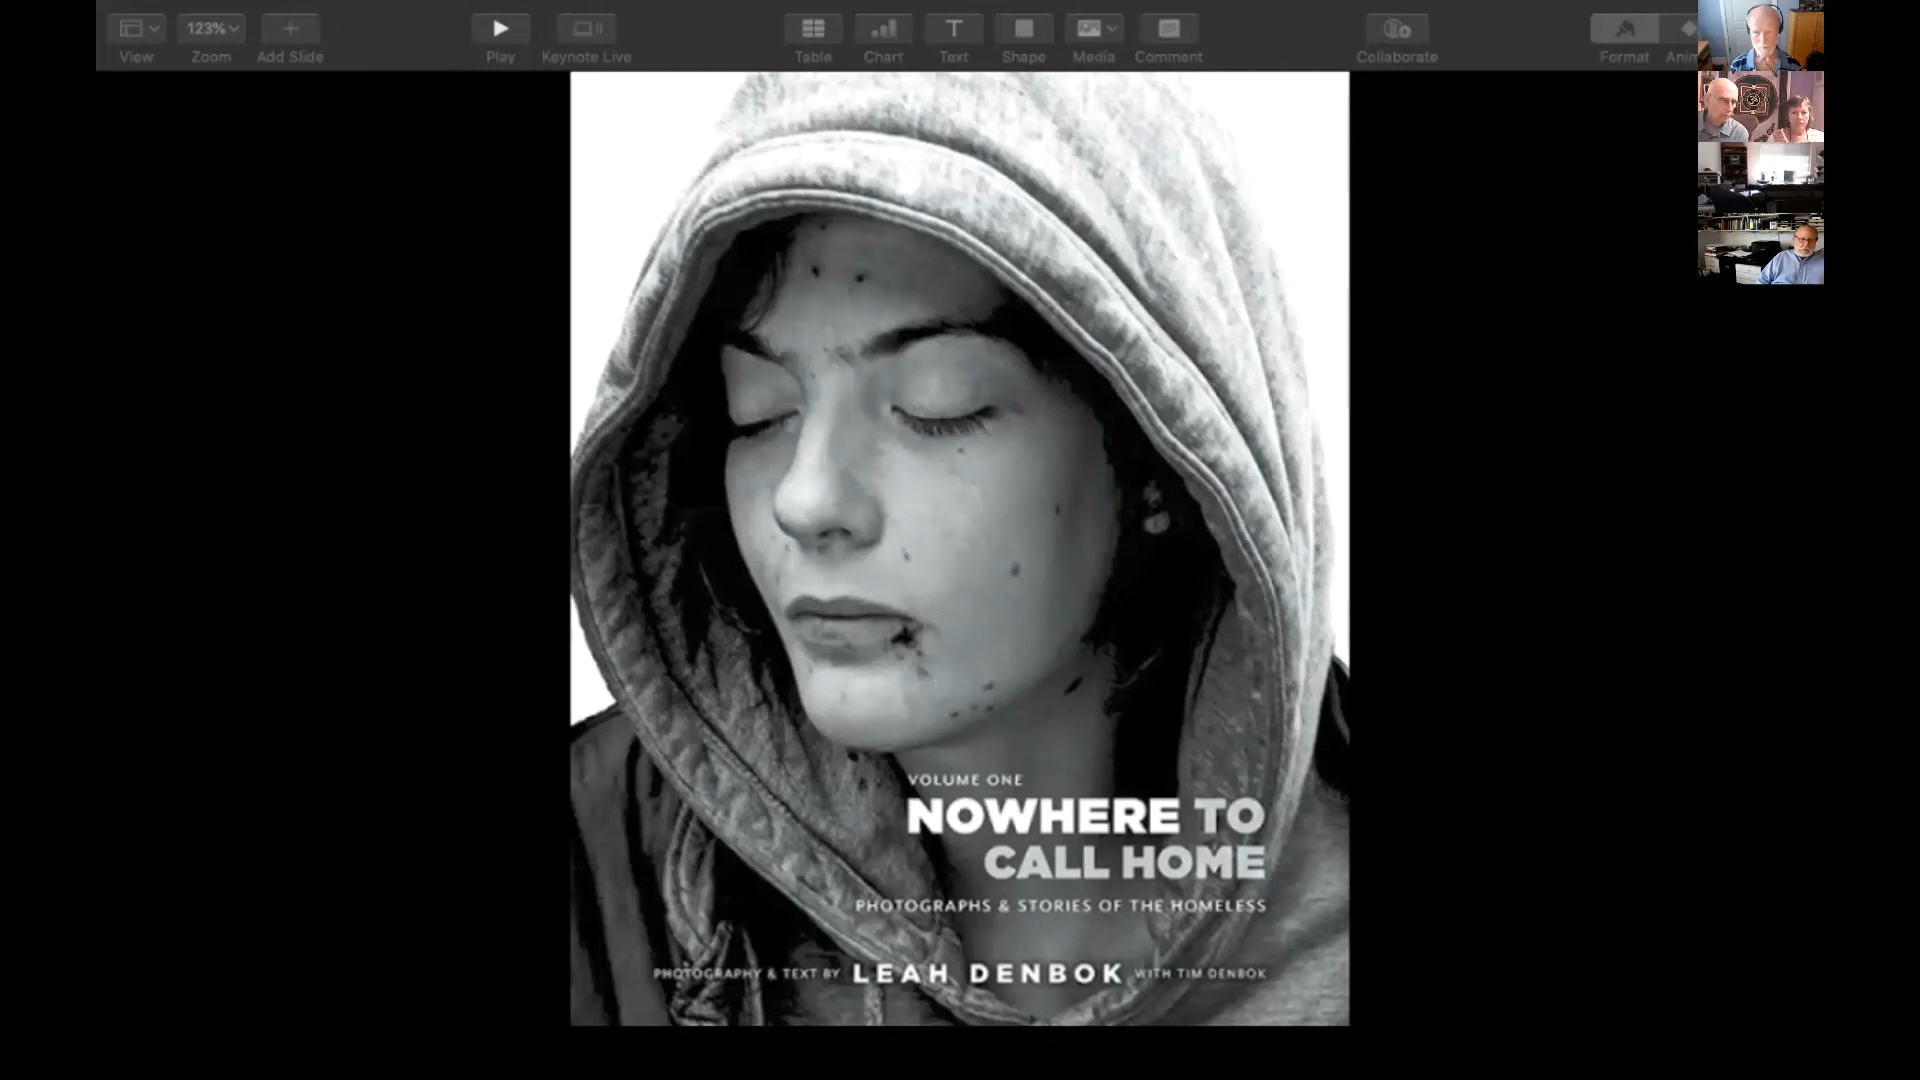 123%
View
Zoom
Add Slide
Play
Keynote Live
Table
Chart
Text
Shape
Media
Comment
Collaborate
Format
VOLUME ONE
NOWHERE TO
CALL HOME
PHOTOGRAPHS & STORIES OF THE HOMELESS
PHOTOGRAPHY & TEXT BY LEAH DENBOK WITH TIM DENBOK